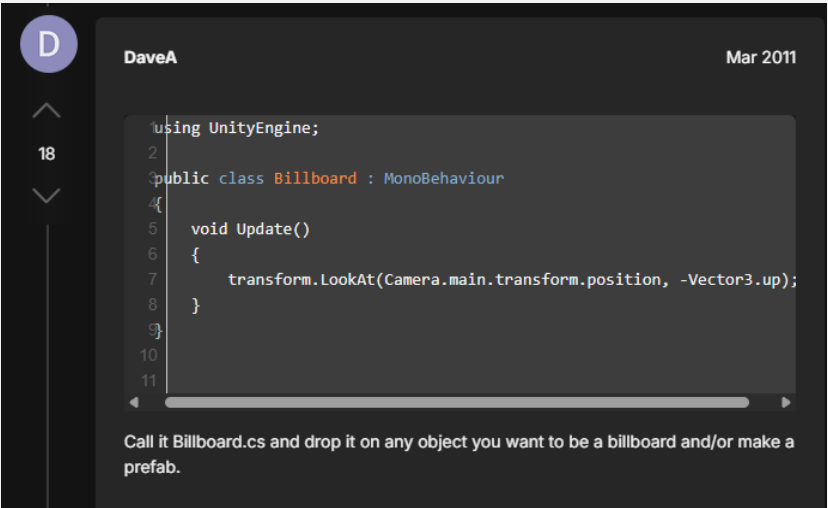 D
DaveA
Mar 2011
18
1 using UnityEngine;
2
3 public class Billboard : MonoBehaviour
4 {
5     void Update()
6     {
7         transform.LookAt(Camera.main.transform.position, -Vector3.up);
8     }
9 }
10
11
Call it Billboard.cs and drop it on any object you want to be a billboard and/or make a
prefab.